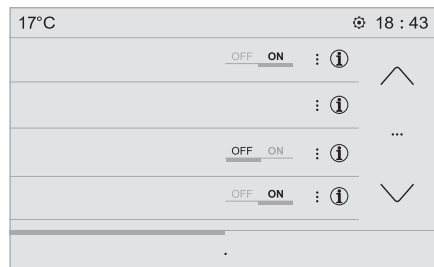 17°C 18 : 43
OFF ON : i
: i
OFF ON : i
...
OFF ON : i
.